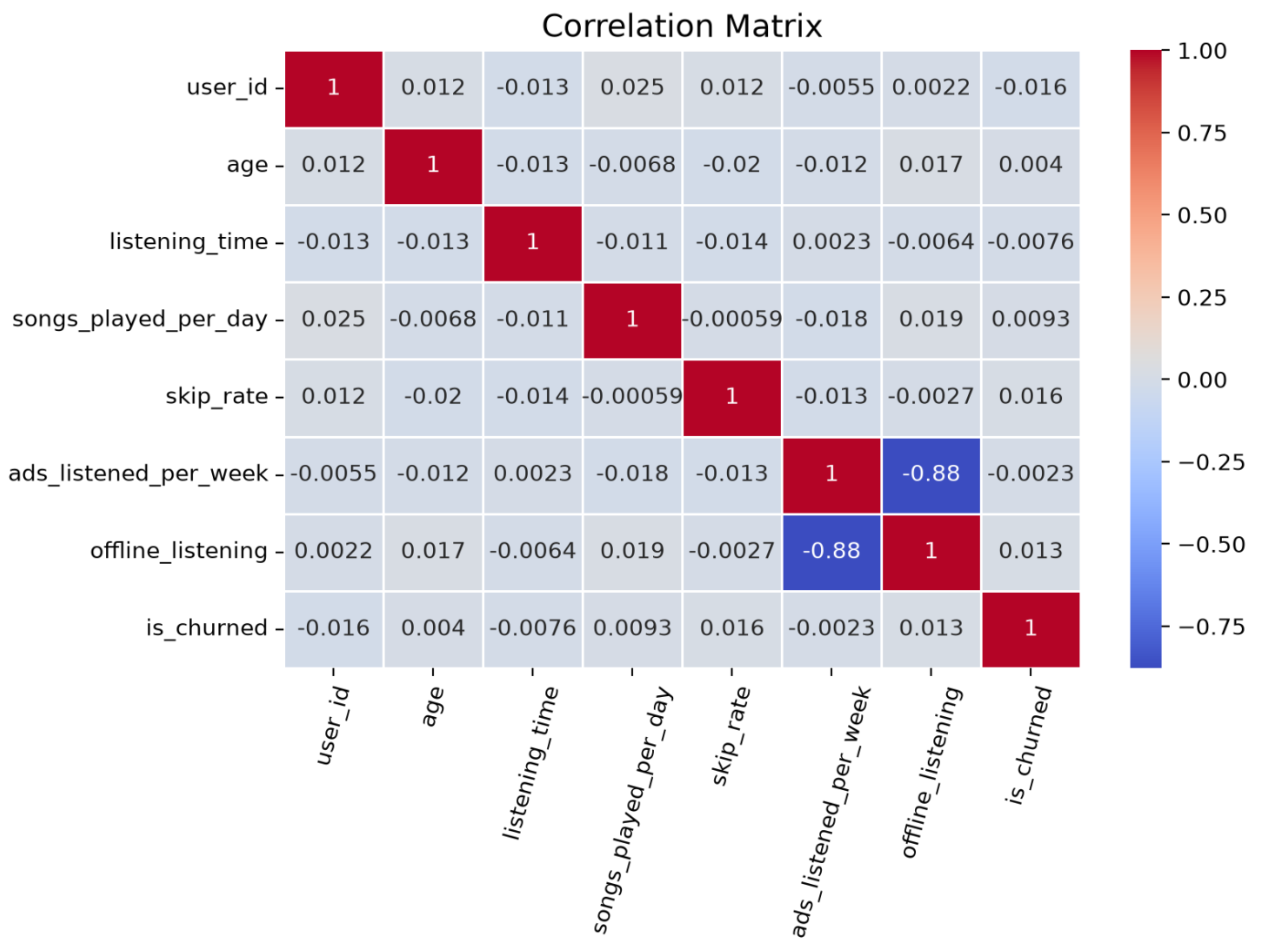 Correlation Matrix
user_id 1 0.012 -0.013 0.025 0.012 -0.0055 0.0022 -0.016
age 0.012 1 -0.013 -0.0068 -0.02 -0.012 0.017 0.004
listening_time -0.013 -0.013 1 -0.011 -0.014 0.0023 -0.0064 -0.0076
songs_played_per_day 0.025 -0.0068 -0.011 1 -0.00059 -0.018 0.019 0.0093
skip_rate 0.012 -0.02 -0.014 -0.00059 1 -0.013 -0.0027 0.016
ads_listened_per_week -0.0055 -0.012 0.0023 -0.018 -0.013 1 -0.88 -0.0023
offline_listening 0.0022 0.017 -0.0064 0.019 -0.0027 -0.88 1 0.013
is_churned -0.016 0.004 -0.0076 0.0093 0.016 -0.0023 0.013 1
user_id
age
listening_time
songs_played_per_day
skip_rate
ads_listened_per_week
offline_listening
is_churned
1.00
0.75
0.50
0.25
0.00
−0.25
−0.50
−0.75